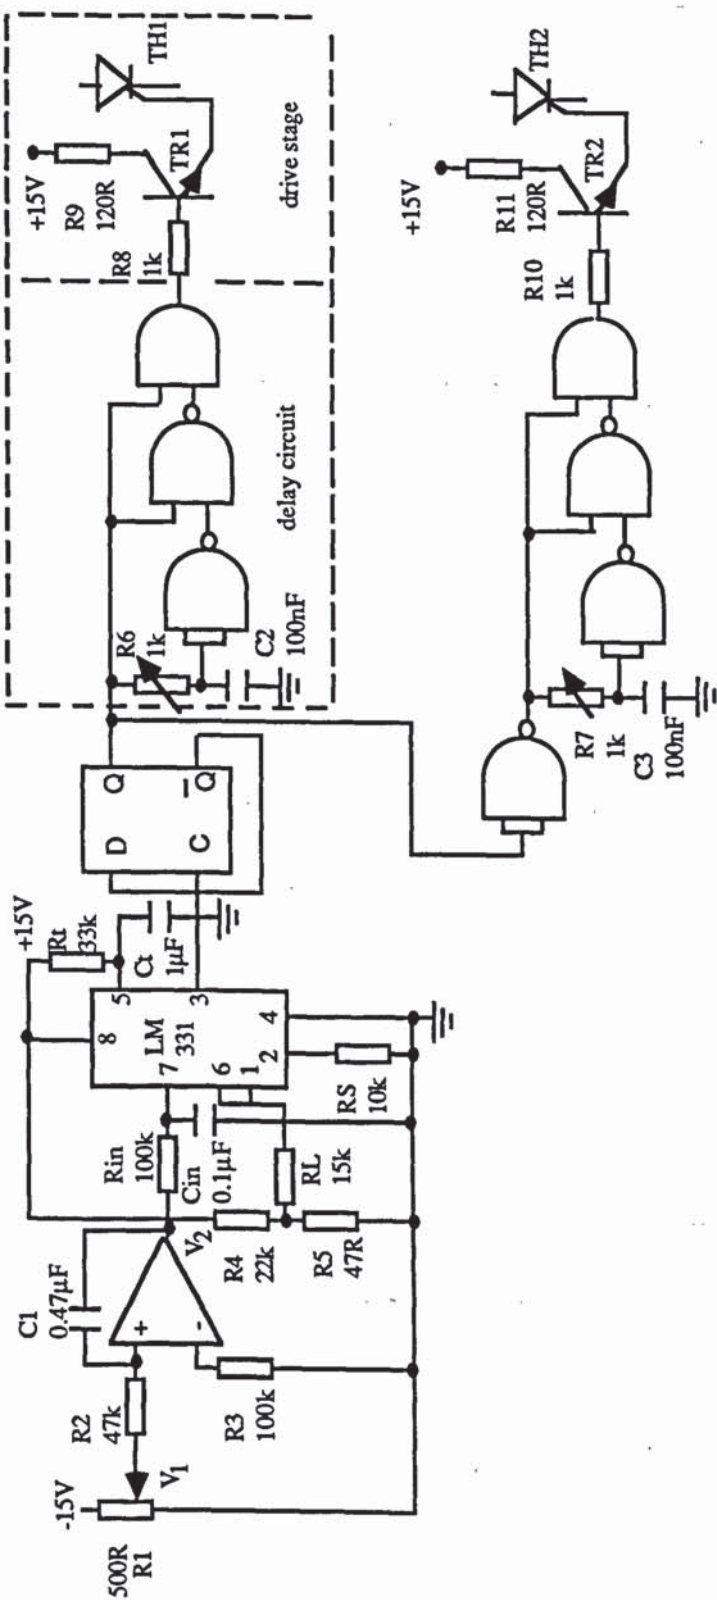 -15V
500R
R1
V1
R2
47k
C1
0.47µF
+
-
R3
100k
V2
R4
22k
R5
47R
Rin
100k
Cin
0.1µF
RL
15k
RS
10k
7
8
5
LM
331
6
1
2
3
4
+15V
Rt
33k
Ct
1µF
D
Q
C
Q
R6
1k
C2
100nF
delay circuit
R8
1k
+15V
R9
120R
TR1
TH1
drive stage
R7
1k
C3
100nF
R10
1k
+15V
R11
120R
TR2
TH2